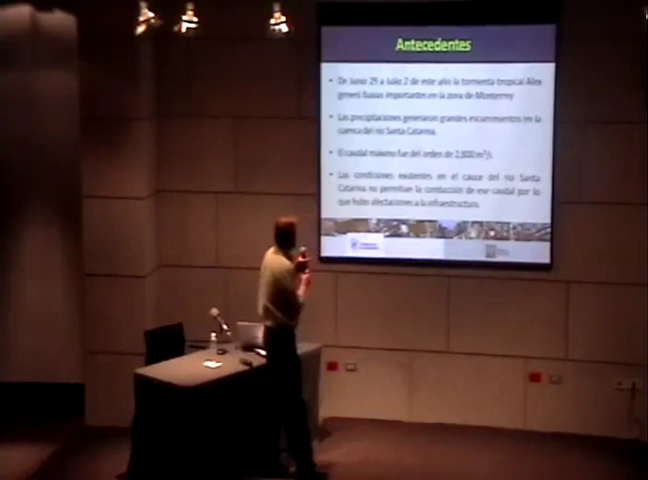 Antecedentes
• De Junio 29 a Julio 2 de este año la tormenta tropical Alex
generó lluvias importantes en la zona de Monterrey
• Las precipitaciones generaron grandes escurrimientos en la
cuenca del río Santa Catarina.
• El caudal máximo fue del orden de 2,800 m³/s
• Las condiciones existentes en el cauce del río Santa
Catarina no permitían la conducción de ese caudal por lo
que hubo afectaciones a la infraestructura.